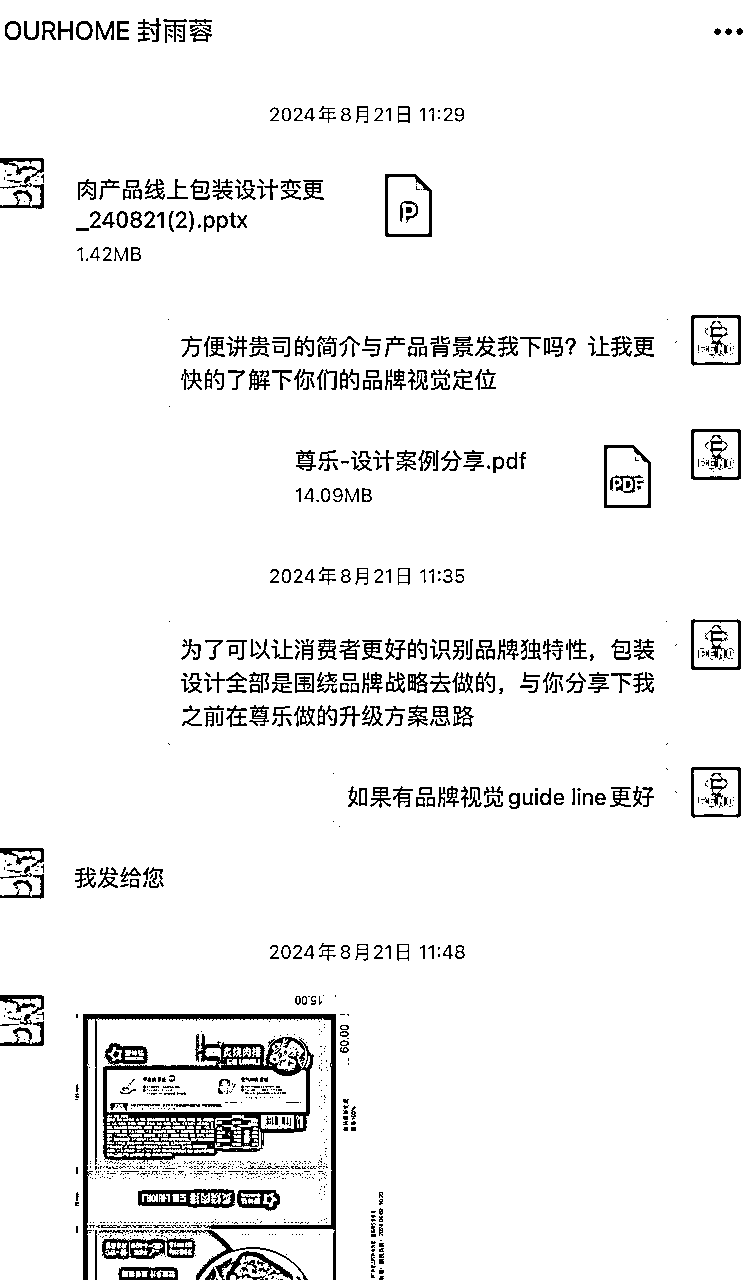 OURHOME 封雨蓉
2024年8月21日 11:29
肉产品线上包装设计变更
_240821(2).pptx
1.42MB
P
方便讲贵司的简介与产品背景发我下吗？让我更
快的了解下你们的品牌视觉定位
尊乐-设计案例分享.pdf
14.09MB
PDF
2024年8月21日 11:35
为了可以让消费者更好的识别品牌独特性，包装
设计全部是围绕品牌战略去做的，与你分享下我
之前在尊乐做的升级方案思路
如果有品牌视觉guide line更好
我发给您
2024年8月21日 11:48
15.00
60.00